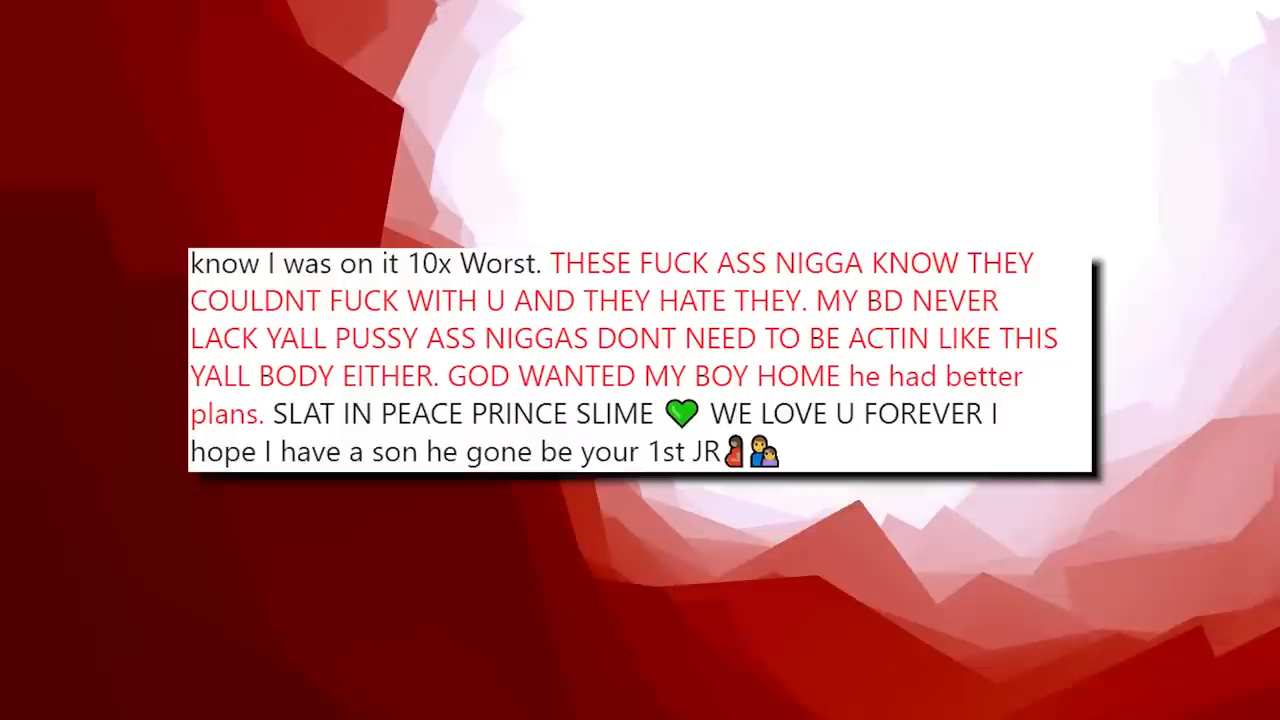 know I was on it 10x Worst. THESE FUCK ASS NIGGA KNOW THEY
COULDNT FUCK WITH U AND THEY HATE THEY. MY BD NEVER
LACK YALL PUSSY ASS NIGGAS DONT NEED TO BE ACTIN LIKE THIS
YALL BODY EITHER. GOD WANTED MY BOY HOME he had better
plans. SLAT IN PEACE PRINCE SLIME 💚 WE LOVE U FOREVER I
hope I have a son he gone be your 1st JR🤰🏾👨‍👧